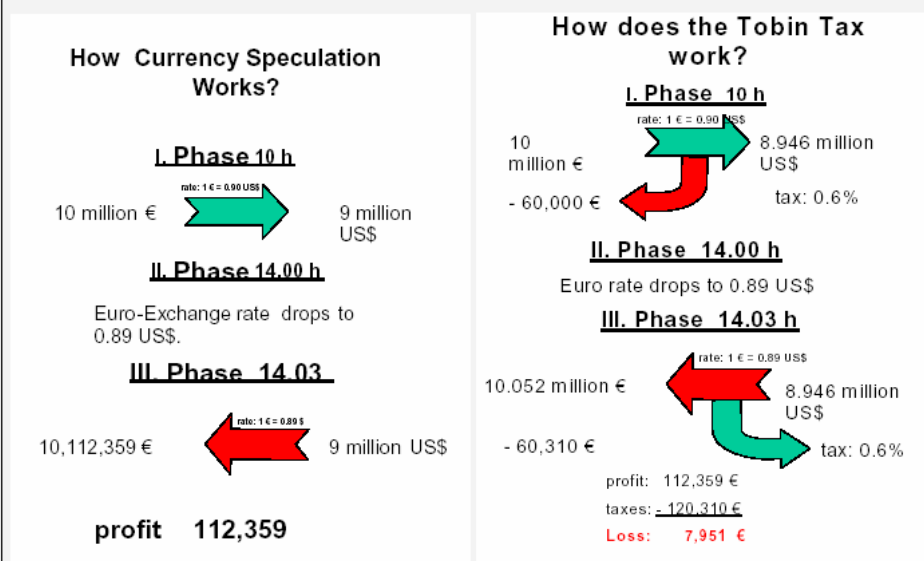 How Currency Speculation
Works?
I. Phase 10 h
rate: 1 € = 0.90 US$
10 million €
9 million
US$
II. Phase 14.00 h
Euro-Exchange rate drops to
0.89 US$.
III. Phase 14.03
rate: 1 € = 0.89 $
10,112,359 €
9 million US$
profit 112,359
How does the Tobin Tax
work?
I. Phase 10 h
rate: 1 € = 0.90 US$
10
million €
8.946 million
US$
- 60,000 €
tax: 0.6%
II. Phase 14.00 h
Euro rate drops to 0.89 US$
III. Phase 14.03 h
rate: 1 € = 0.89 US$
10.052 million €
8.946 million
US$
- 60,310 €
tax: 0.6%
profit: 112,359 €
taxes: - 120.310 €
Loss: 7,951 €